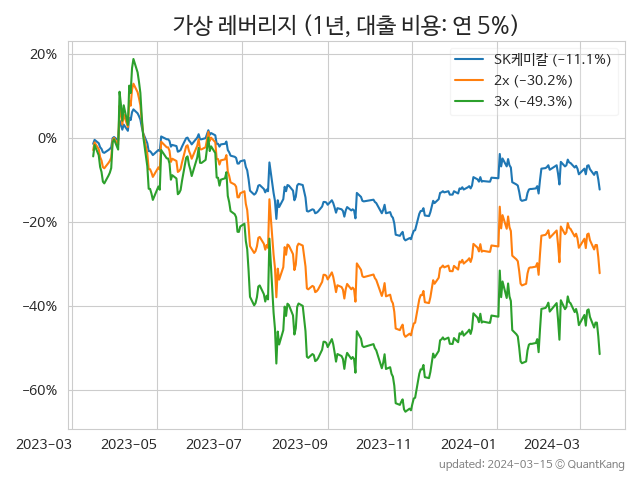 가상 레버리지 (1년, 대출 비용: 연 5%)
SK케미칼 (−11.1%)
2x (−30.2%)
3x (−49.3%)
20%
0%
−20%
−40%
−60%
2023−03 2023−05 2023−07 2023−09 2023−11 2024−01 2024−03
updated: 2024-03-15 © QuantKang